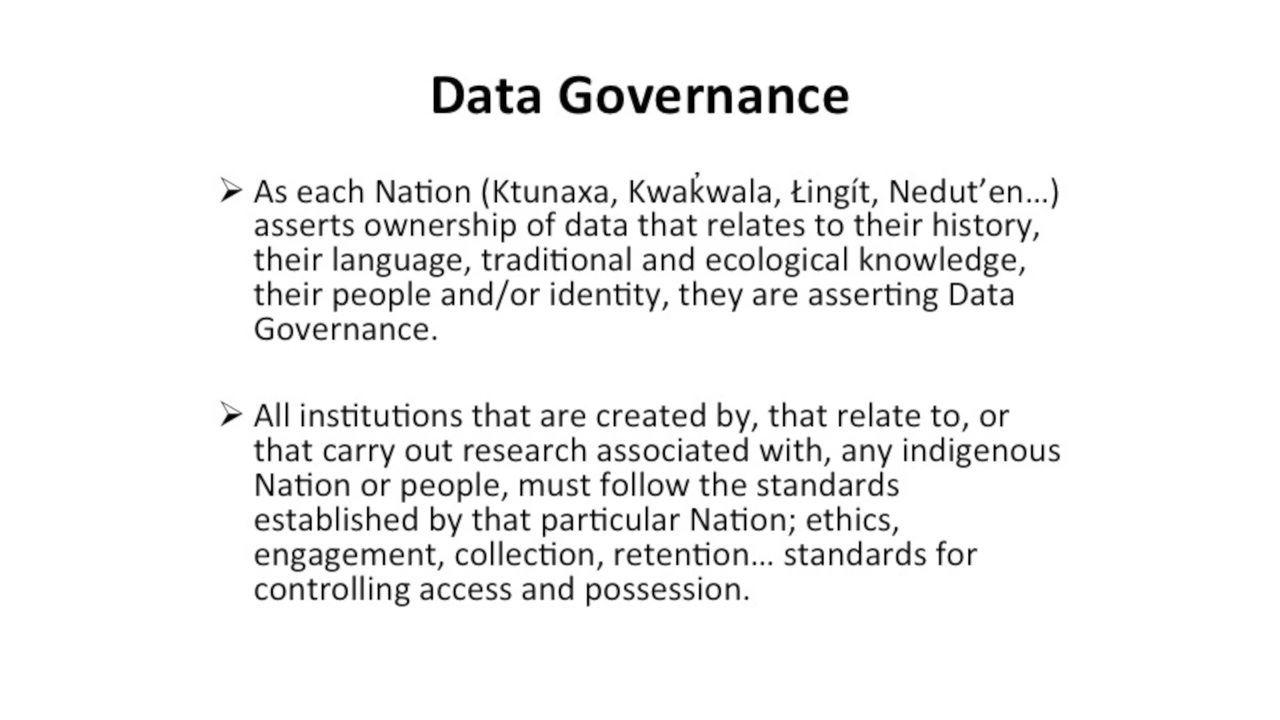 Data Governance
➢ As each Nation (Ktunaxa, Kwak̓wala, Łingít, Nedut’en…)
asserts ownership of data that relates to their history,
their language, traditional and ecological knowledge,
their people and/or identity, they are asserting Data
Governance.
➢ All institutions that are created by, that relate to, or
that carry out research associated with, any indigenous
Nation or people, must follow the standards
established by that particular Nation; ethics,
engagement, collection, retention… standards for
controlling access and possession.